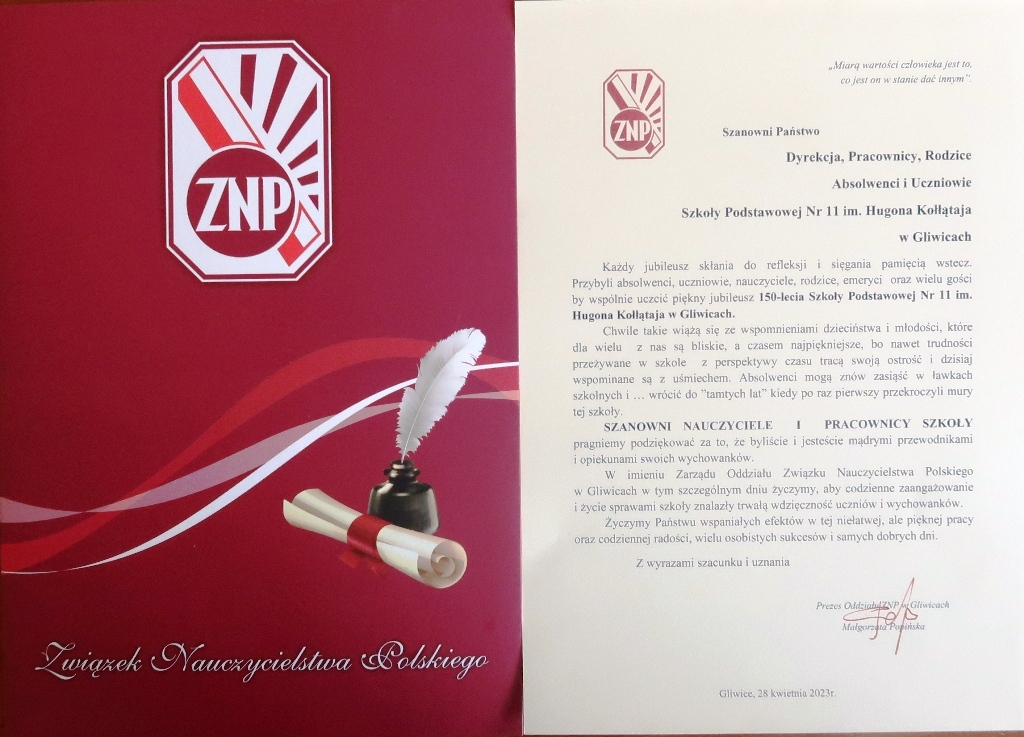 ZNP
Związek Nauczycielstwa Polskiego
„Miarą wartości człowieka jest to,
co jest on w stanie dać innym”.
ZNP
Szanowni Państwo
Dyrekcja, Pracownicy, Rodzice
Absolwenci i Uczniowie
Szkoły Podstawowej Nr 11 im. Hugona Kołłątaja
w Gliwicach
Każdy jubileusz skłania do refleksji i sięgania pamięcią wstecz.
Przybyli absolwenci, uczniowie, nauczyciele, rodzice, emeryci oraz wielu gości
by wspólnie uczcić piękny jubileusz 150-lecia Szkoły Podstawowej Nr 11 im.
Hugona Kołłątaja w Gliwicach.
Chwile takie wiążą się ze wspomnieniami dzieciństwa i młodości, które
dla wielu z nas są bliskie, a czasem najpiękniejsze, bo nawet trudności
przeżywane w szkole z perspektywy czasu tracą swoją ostrość i dzisiaj
wspominane są z uśmiechem. Absolwenci mogą znów zasiąść w ławkach
szkolnych i … wrócić do ”tamtych lat” kiedy po raz pierwszy przekroczyli mury
tej szkoły.
SZANOWNI NAUCZYCIELE I PRACOWNICY SZKOŁY
pragniemy podziękować za to, że byliście i jesteście mądrymi przewodnikami
i opiekunami swoich wychowanków.
W imieniu Zarządu Oddziału Związku Nauczycielstwa Polskiego
w Gliwicach w tym szczególnym dniu życzymy, aby codzienne zaangażowanie
i życie sprawami szkoły znalazły trwałą wdzięczność uczniów i wychowanków.
Życzymy Państwu wspaniałych efektów w tej niełatwej, ale pięknej pracy
oraz codziennej radości, wielu osobistych sukcesów i samych dobrych dni.
Z wyrazami szacunku i uznania
Prezes Oddziału ZNP w Gliwicach
Małgorzata Popińska
Gliwice, 28 kwietnia 2023r.